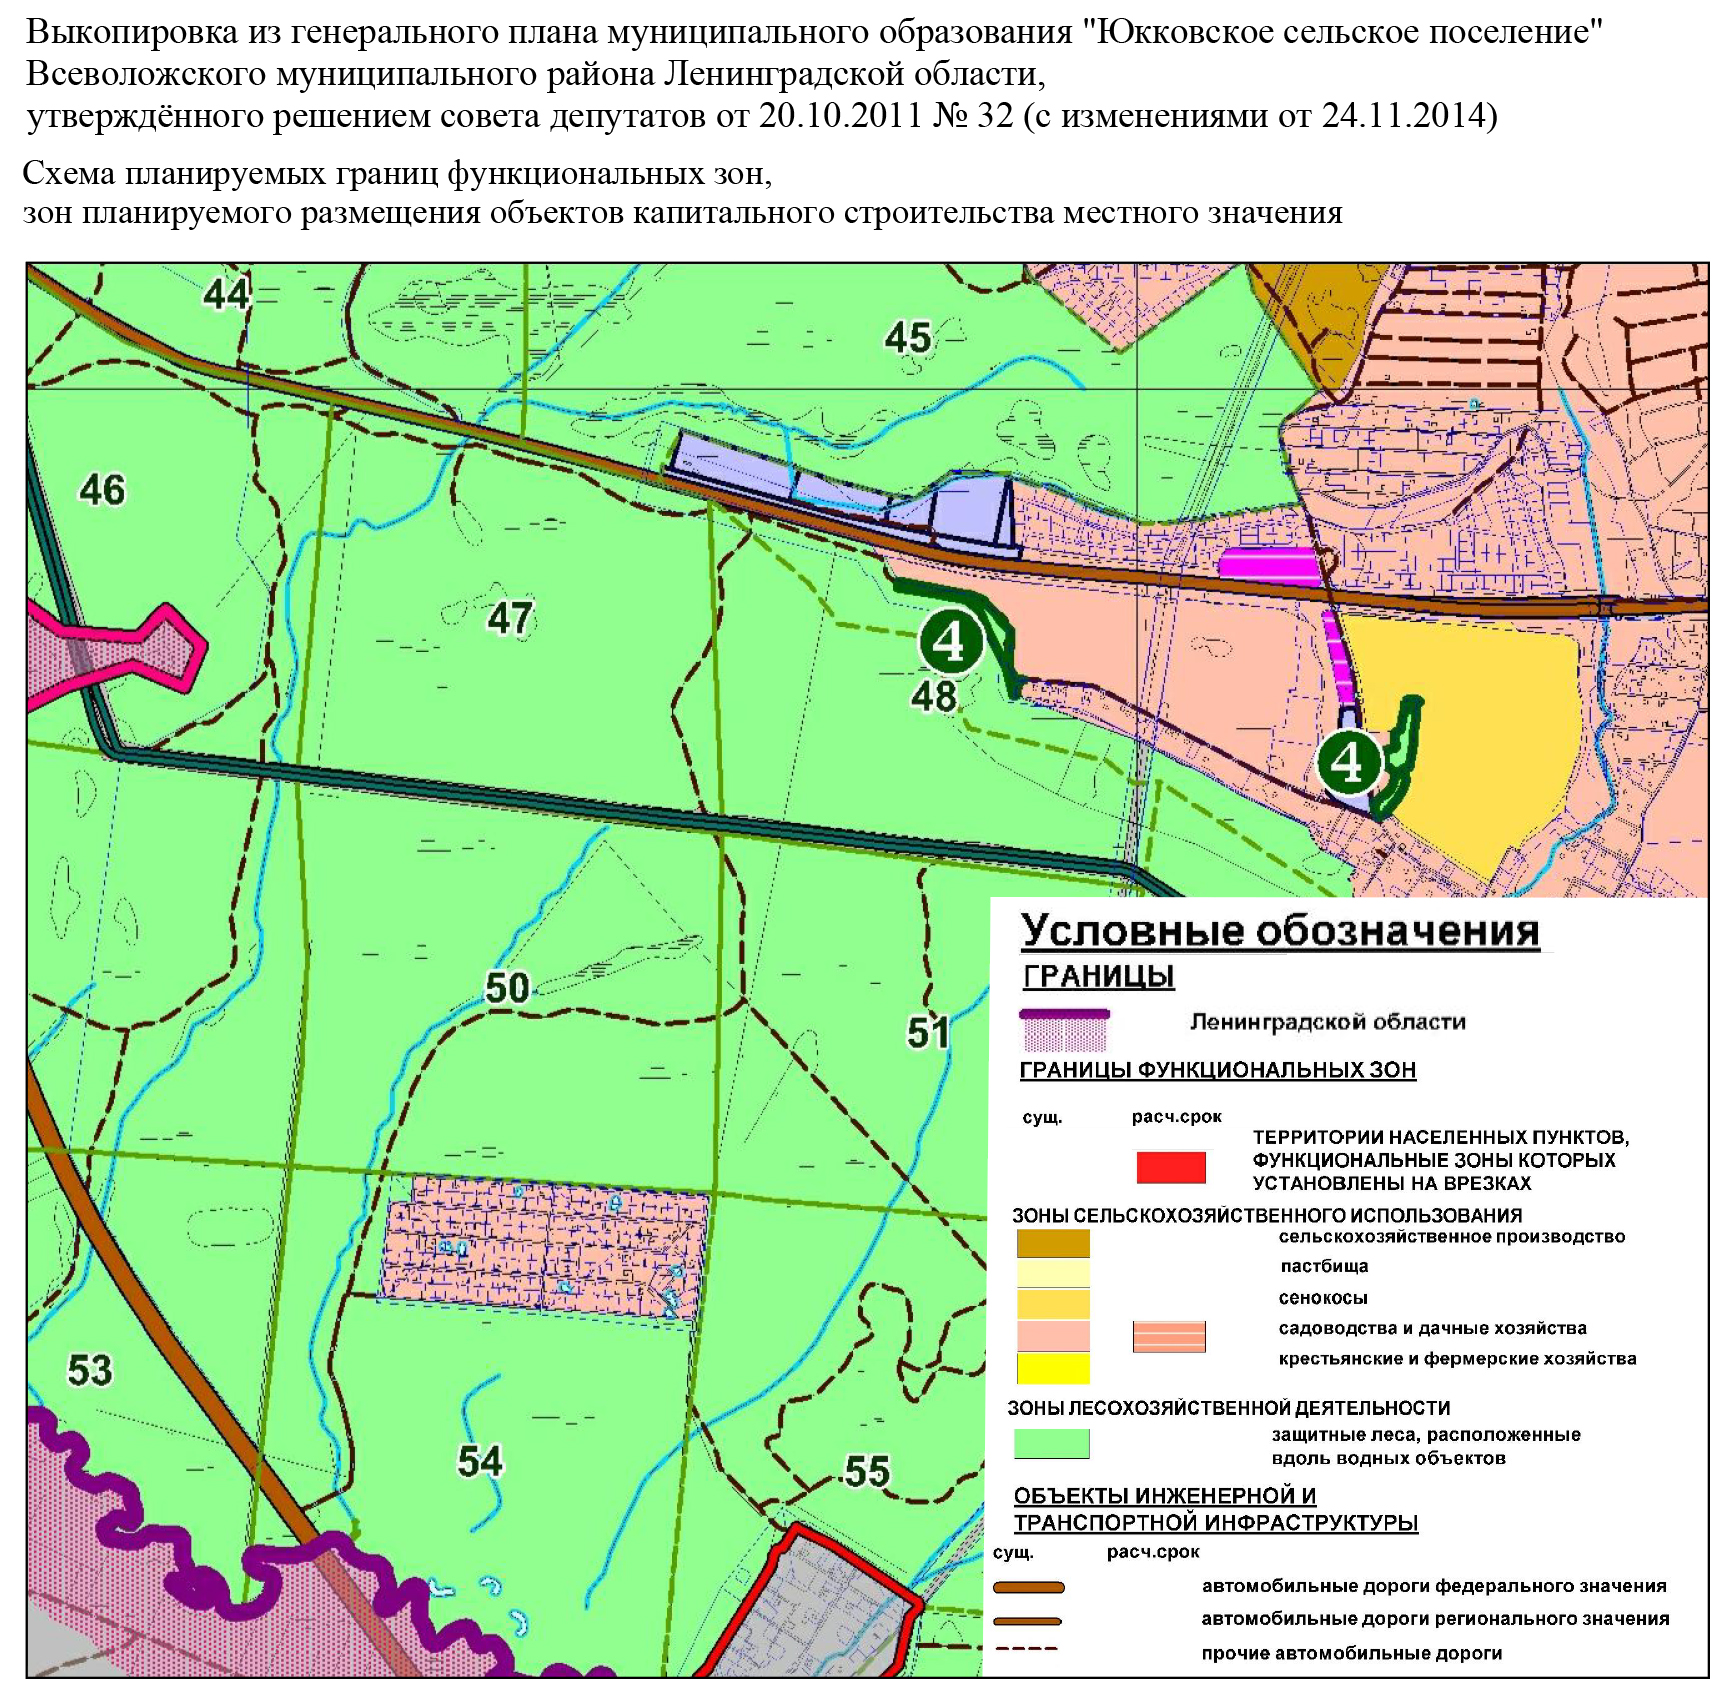 Выкопировка из генерального плана муниципального образования "Юкковское сельское поселение"
Всеволожского муниципального района Ленинградской области,
утверждённого решением совета депутатов от 20.10.2011 № 32 (с изменениями от 24.11.2014)
Схема планируемых границ функциональных зон,
зон планируемого размещения объектов капитального строительства местного значения
44
45
46
47
4
48
4
50
51
53
54
55
Условные обозначения
ГРАНИЦЫ
Ленинградской области
ГРАНИЦЫ ФУНКЦИОНАЛЬНЫХ ЗОН
сущ. расч.срок
ТЕРРИТОРИИ НАСЕЛЕННЫХ ПУНКТОВ,
ФУНКЦИОНАЛЬНЫЕ ЗОНЫ КОТОРЫХ
УСТАНОВЛЕНЫ НА ВРЕЗКАХ
ЗОНЫ СЕЛЬСКОХОЗЯЙСТВЕННОГО ИСПОЛЬЗОВАНИЯ
сельскохозяйственное производство
пастбища
сенокосы
садоводства и дачные хозяйства
крестьянские и фермерские хозяйства
ЗОНЫ ЛЕСОХОЗЯЙСТВЕННОЙ ДЕЯТЕЛЬНОСТИ
защитные леса, расположенные
вдоль водных объектов
ОБЪЕКТЫ ИНЖЕНЕРНОЙ И
ТРАНСПОРТНОЙ ИНФРАСТРУКТУРЫ
сущ. расч.срок
автомобильные дороги федерального значения
автомобильные дороги регионального значения
прочие автомобильные дороги